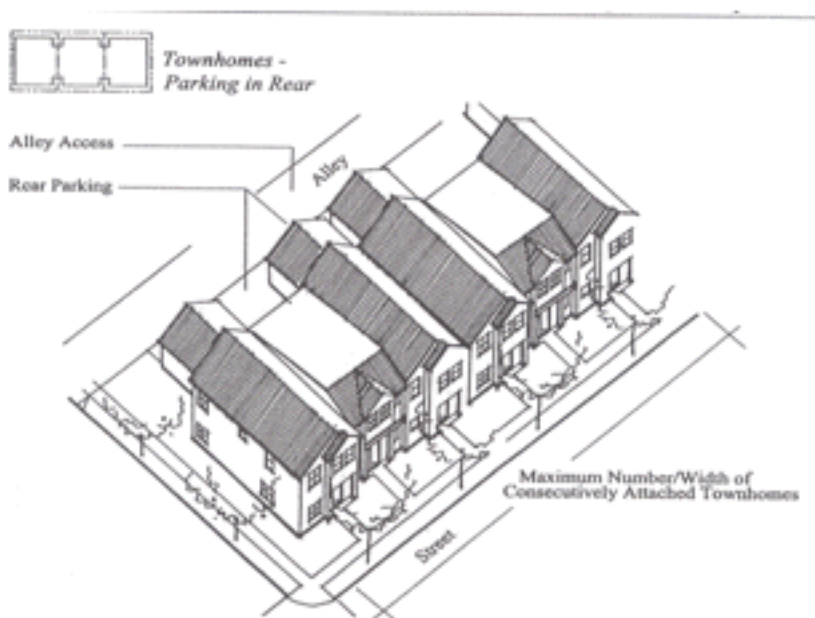 Townhomes -
Parking in Rear
Alley Access
Alley
Rear Parking
Maximum Number/Width of
Consecutively Attached Townhomes
Street